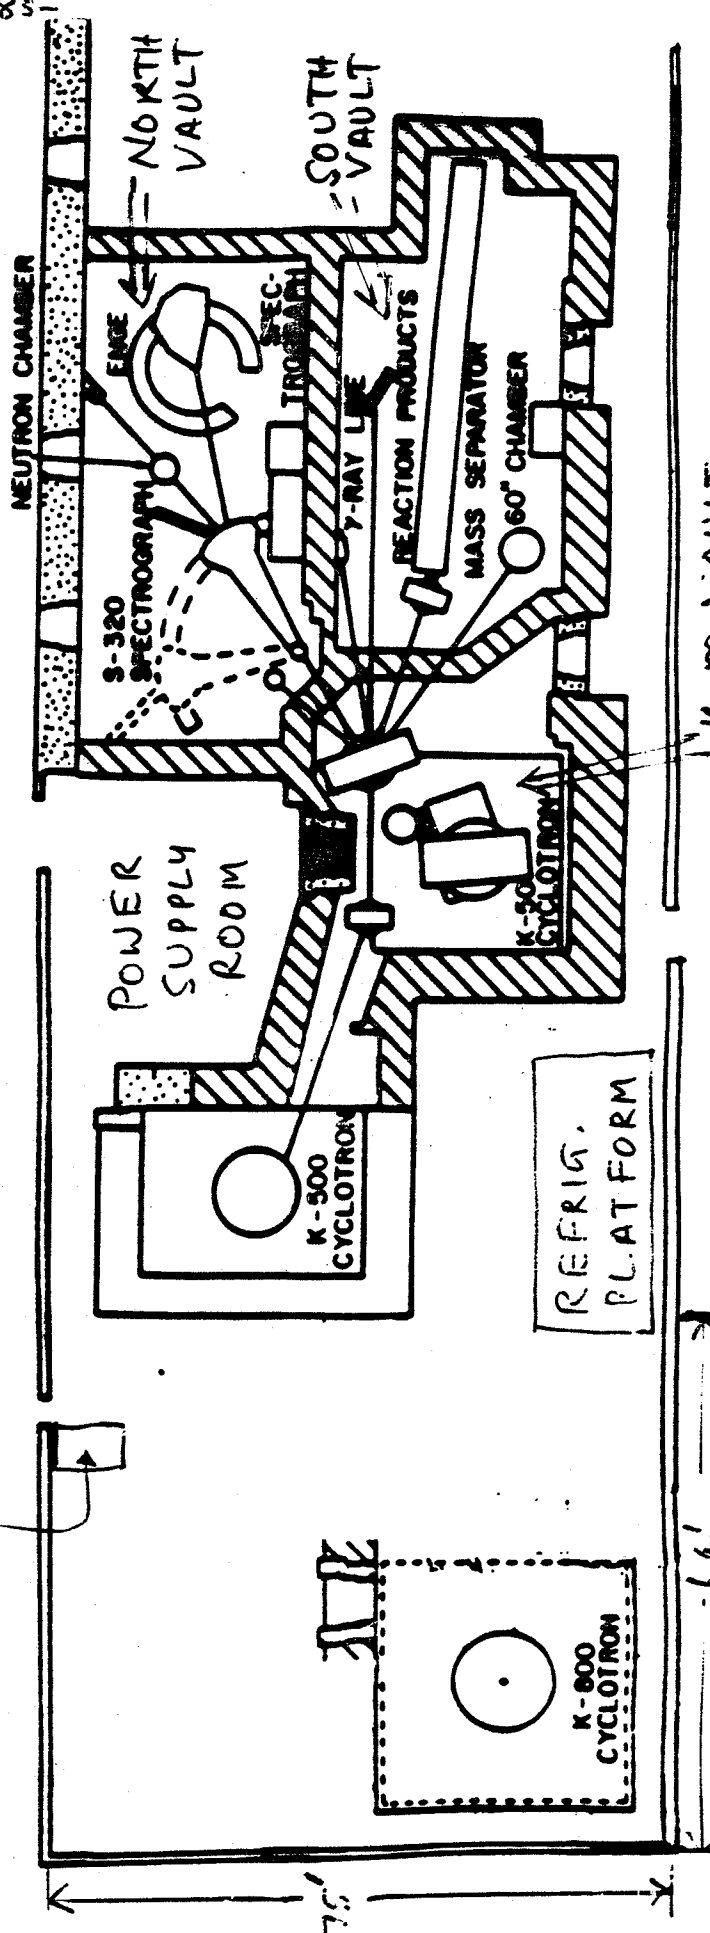 NORTH
VAULT
SOUTH
VAULT
NEUTRON CHAMBER
ENGE
SPEC-
TROGRAPH
S-320
SPECTROGRAPH
γ-RAY LINE
REACTION PRODUCTS
MASS SEPARATOR
60" CHAMBER
POWER
SUPPLY
ROOM
CYCLOTRON
K-500
CYCLOTRON
REFRIG.
PLATFORM
K-800
CYCLOTRON
75'